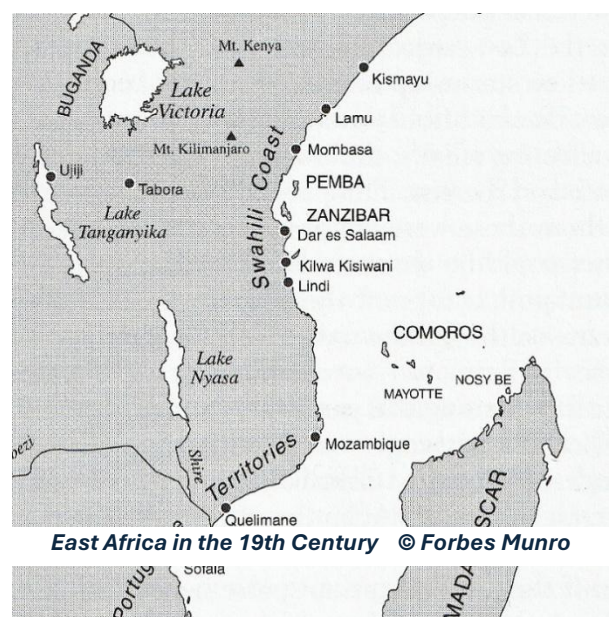 Mt. Kenya
BUGANDA
Lake
Victoria
Kismayu
Lamu
Mt. Kilimanjaro
Mombasa
Swahili Coast
Ujiji
Tabora
PEMBA
Lake
Tanganyika
ZANZIBAR
Dar es Salaam
Kilwa Kisiwani
Lindi
COMOROS
Lake
Nyasa
MAYOTTE
NOSY BE
Mozambique
Shire
Territories
Quelimane
SCAR
East Africa in the 19th Century © Forbes Munro
Sofala
Portug
MADA